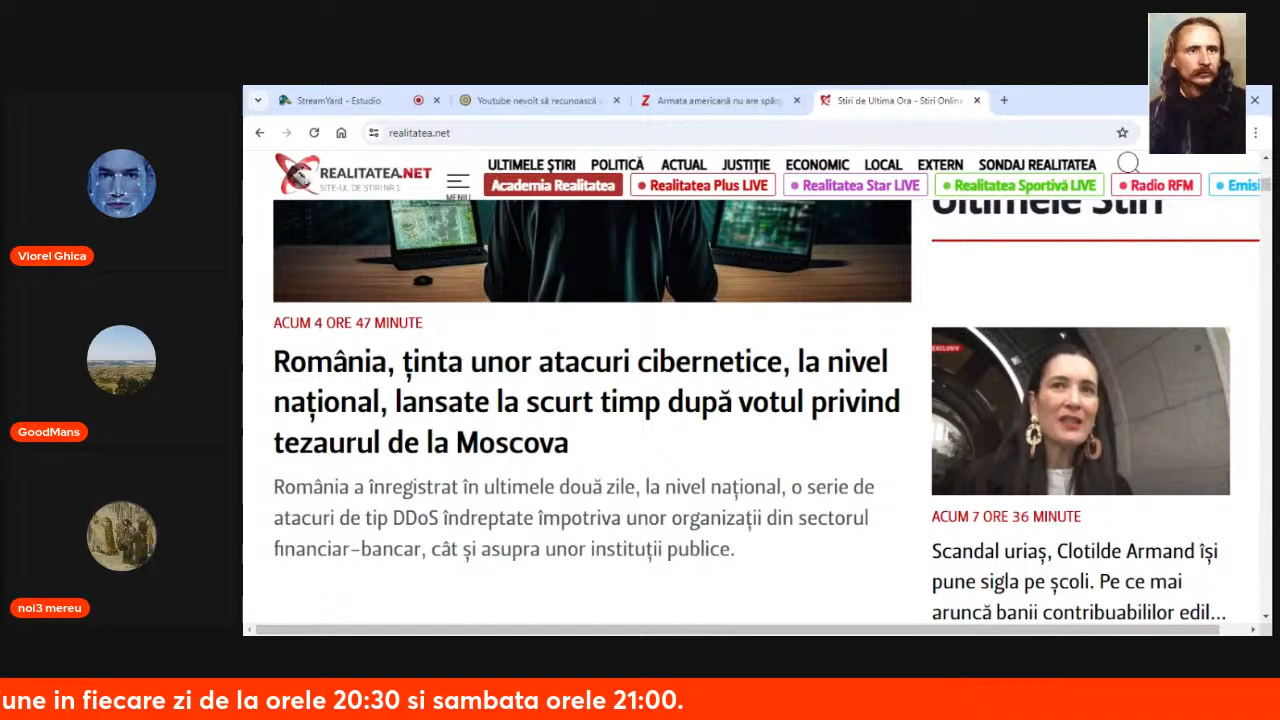 StreamYard - Estudio
Youtube nevoit să recunoască
Armata americană nu are spărg
Stiri de Ultima Ora - Stiri Online
realitatea.net
REALITATEA.NET
SITE-UL DE ȘTIRI NR 1
MENIU
ULTIMELE ȘTIRI POLITICĂ ACTUAL JUSTIȚIE ECONOMIC LOCAL EXTERN SONDAJ REALITATEA
Academia Realitatea Realitatea Plus LIVE Realitatea Star LIVE Realitatea Sportivă LIVE Radio RFM Emisi
Ultimele Stiri
ACUM 4 ORE 47 MINUTE
România, ținta unor atacuri cibernetice, la nivel
național, lansate la scurt timp după votul privind
tezaurul de la Moscova
România a înregistrat în ultimele două zile, la nivel național, o serie de
atacuri de tip DDoS îndreptate împotriva unor organizații din sectorul
financiar-bancar, cât și asupra unor instituții publice.
EXCLUSIV
ACUM 7 ORE 36 MINUTE
Scandal uriaș, Clotilde Armand își
pune sigla pe școli. Pe ce mai
aruncă banii contribuabililor edil...
Viorel Ghica
GoodMans
noi3 mereu
iune in fiecare zi de la orele 20:30 si sambata orele 21:00.